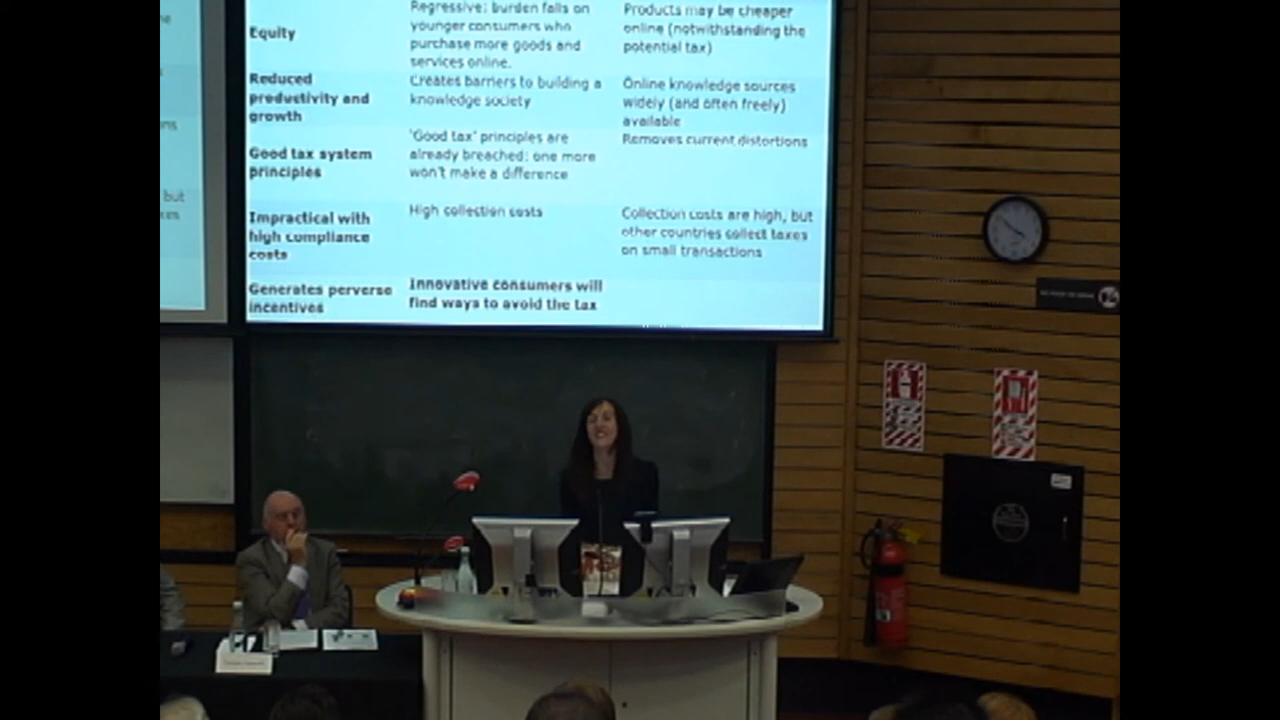 Equity
Regressive: burden falls on
younger consumers who
purchase more goods and
services online.
Products may be cheaper
online (notwithstanding the
potential tax)
Reduced
productivity and
growth
Creates barriers to building a
knowledge society
Online knowledge sources
widely (and often freely)
available
Good tax system
principles
'Good tax' principles are
already breached: one more
won't make a difference
Removes current distortions
Impractical with
high compliance
costs
High collection costs
Collection costs are high, but
other countries collect taxes
on small transactions
Generates perverse
incentives
Innovative consumers will
find ways to avoid the tax
but